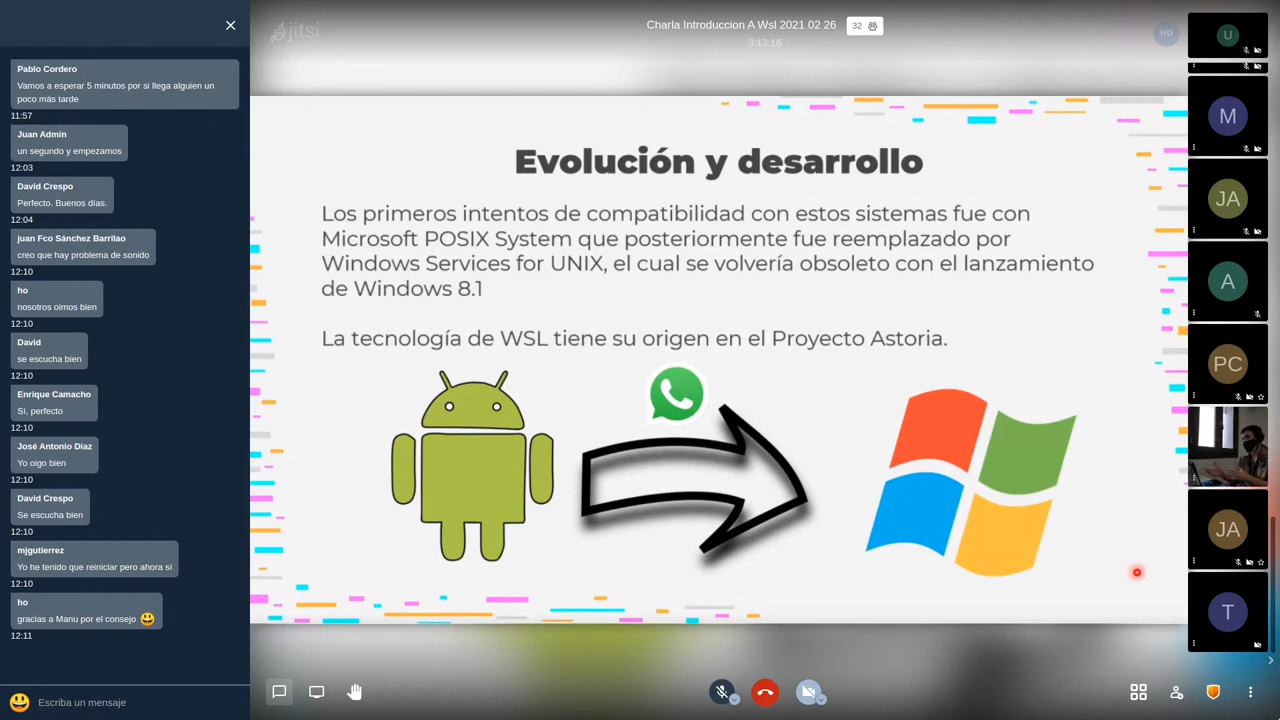 Pablo Cordero
Vamos a esperar 5 minutos por si llega alguien un
poco más tarde
11:57
Juan Admin
un segundo y empezamos
12:03
David Crespo
Perfecto. Buenos días.
12:04
juan Fco Sánchez Barrilao
creo que hay problema de sonido
12:10
ho
nosotros oimos bien
12:10
David
se escucha bien
12:10
Enrique Camacho
Sí, perfecto
12:10
José Antonio Díaz
Yo oigo bien
12:10
David Crespo
Se escucha bien
12:10
mjgutierrez
Yo he tenido que reiniciar pero ahora sí
12:10
ho
gracias a Manu por el consejo 😃
12:11
Escriba un mensaje
jitsi
Charla Introduccion A Wsl 2021 02 26
32
3:13:16
HD
Evolución y desarrollo
Los primeros intentos de compatibilidad con estos sistemas fue con
Microsoft POSIX System que posteriormente fue reemplazado por
Windows Services for UNIX, el cual se volvería obsoleto con el lanzamiento
de Windows 8.1
La tecnología de WSL tiene su origen en el Proyecto Astoria.
U
M
JA
A
PC
JA
T